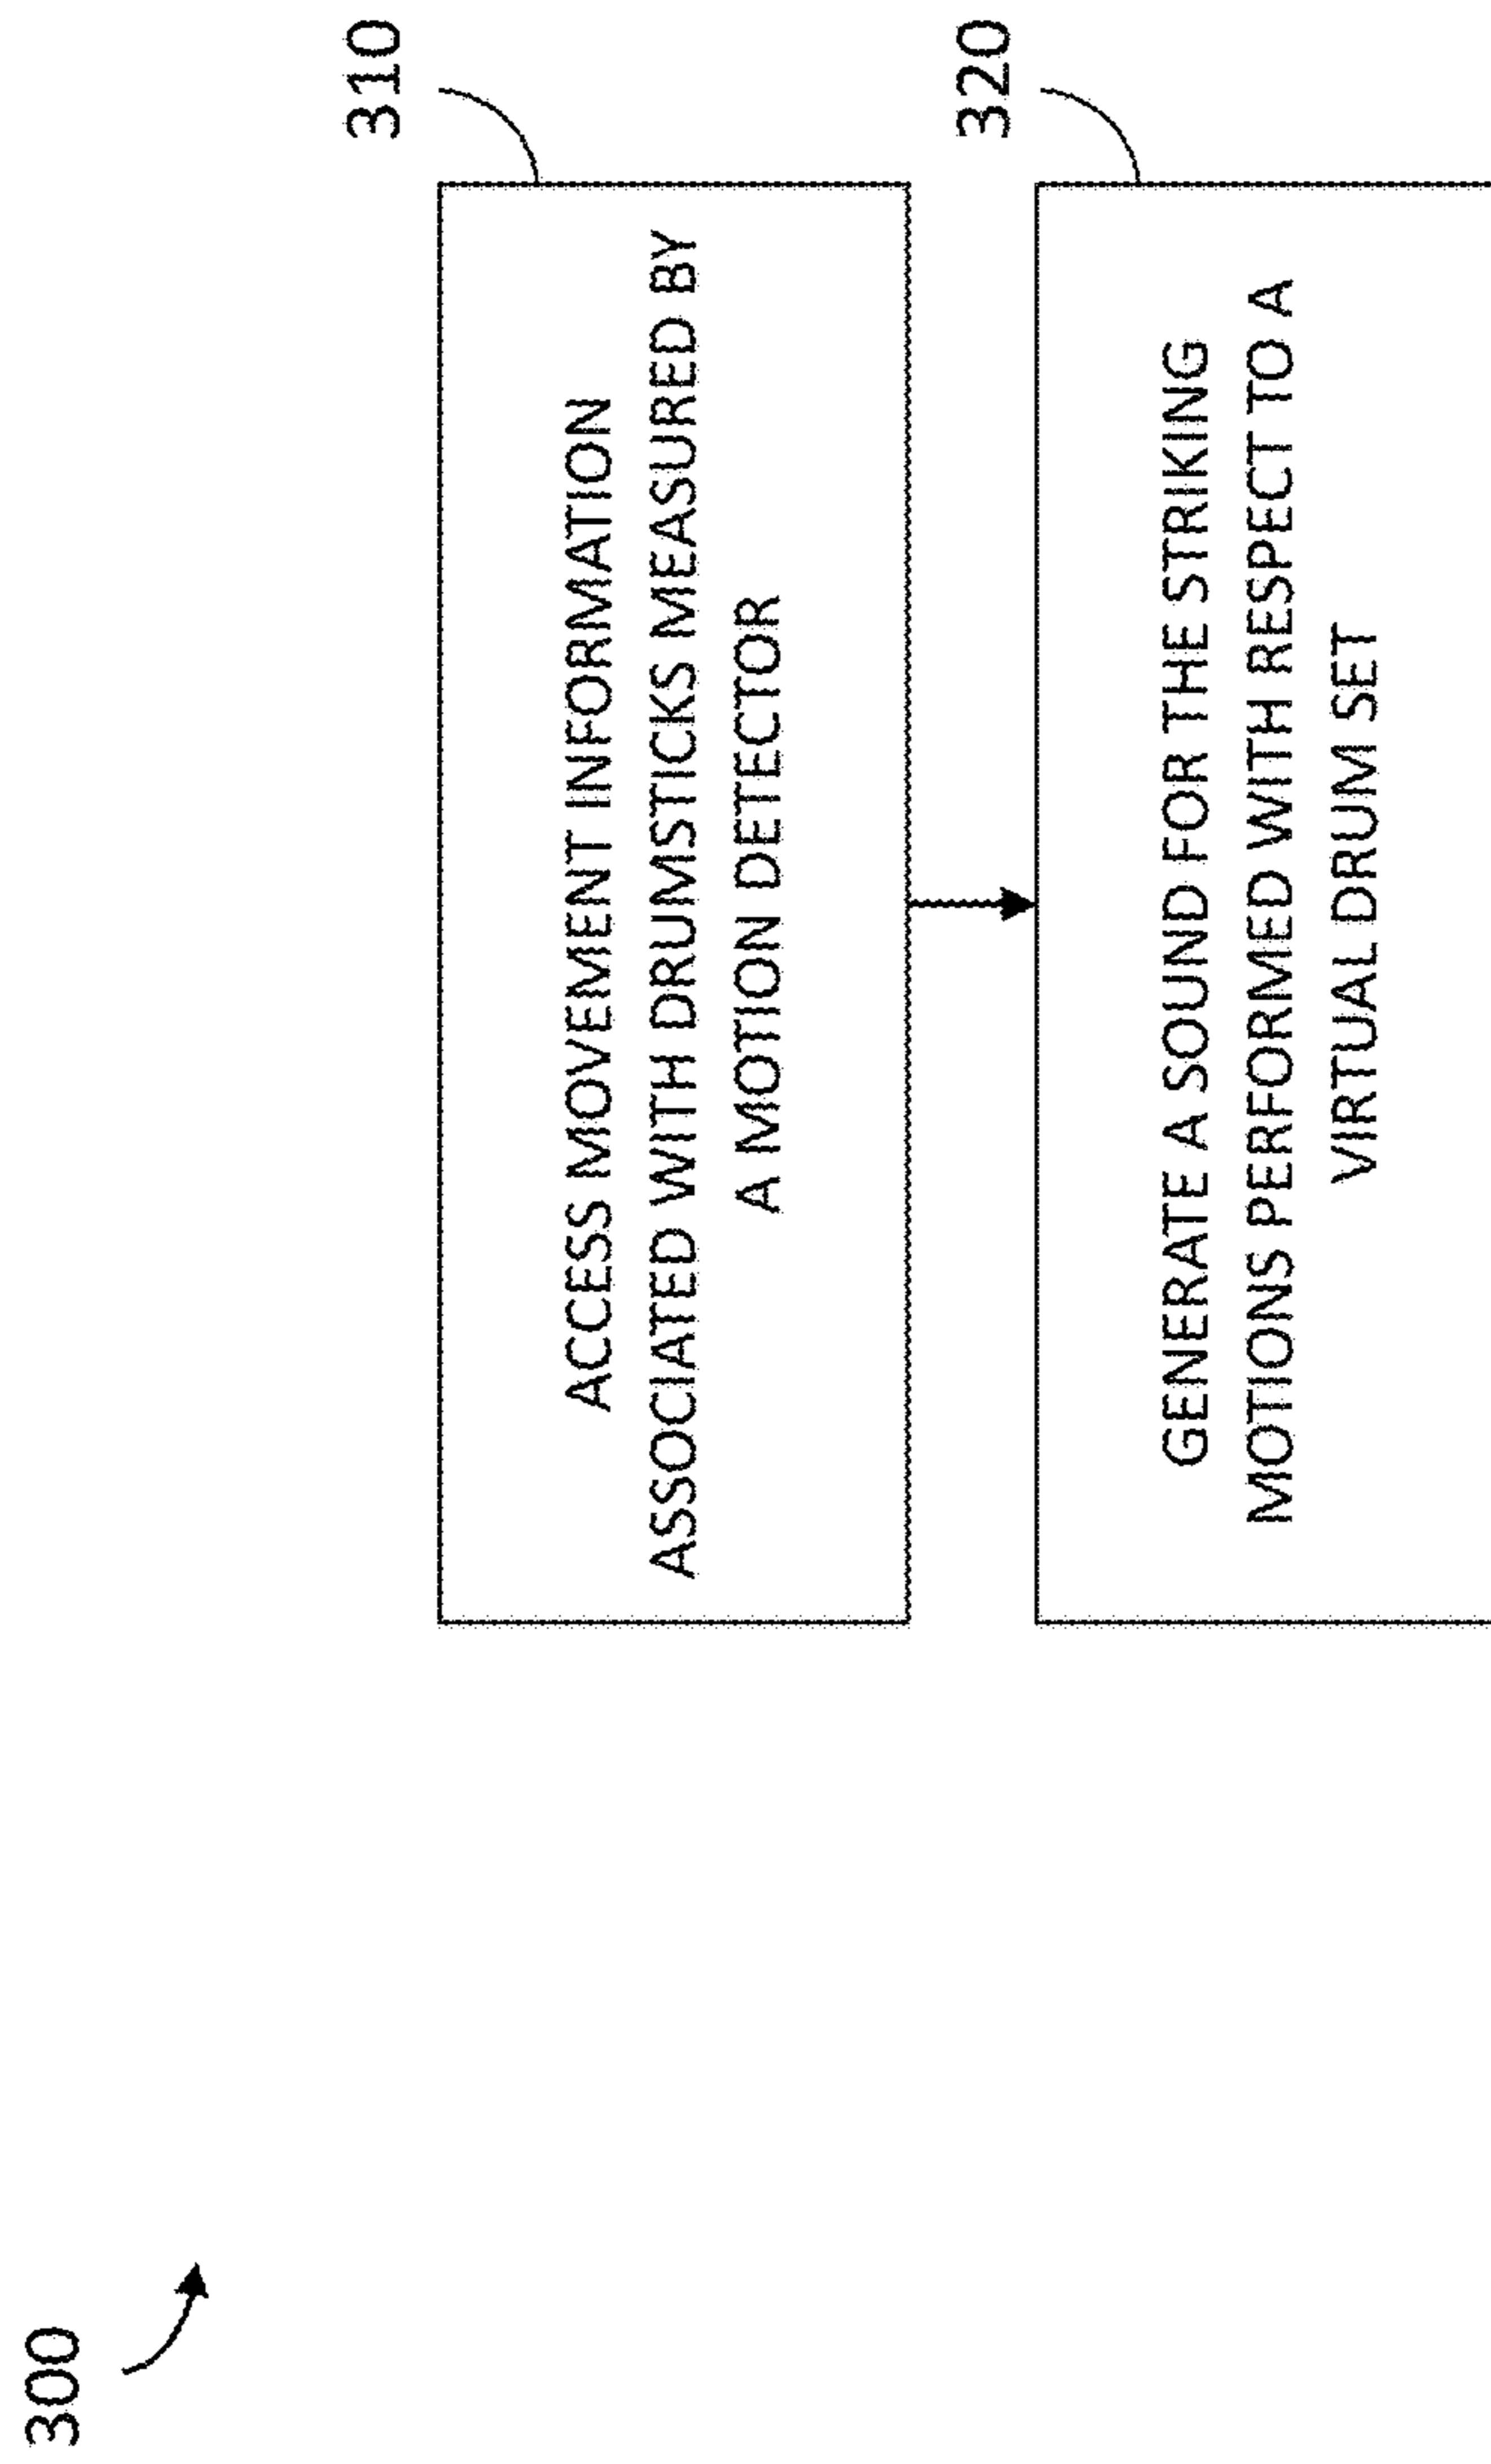 300
310
ACCESS MOVEMENT INFORMATION
ASSOCIATED WITH DRUMSTICKS MEASURED BY
A MOTION DETECTOR
320
GENERATE A SOUND FOR THE STRIKING
MOTIONS PERFORMED WITH RESPECT TO A
VIRTUAL DRUM SET